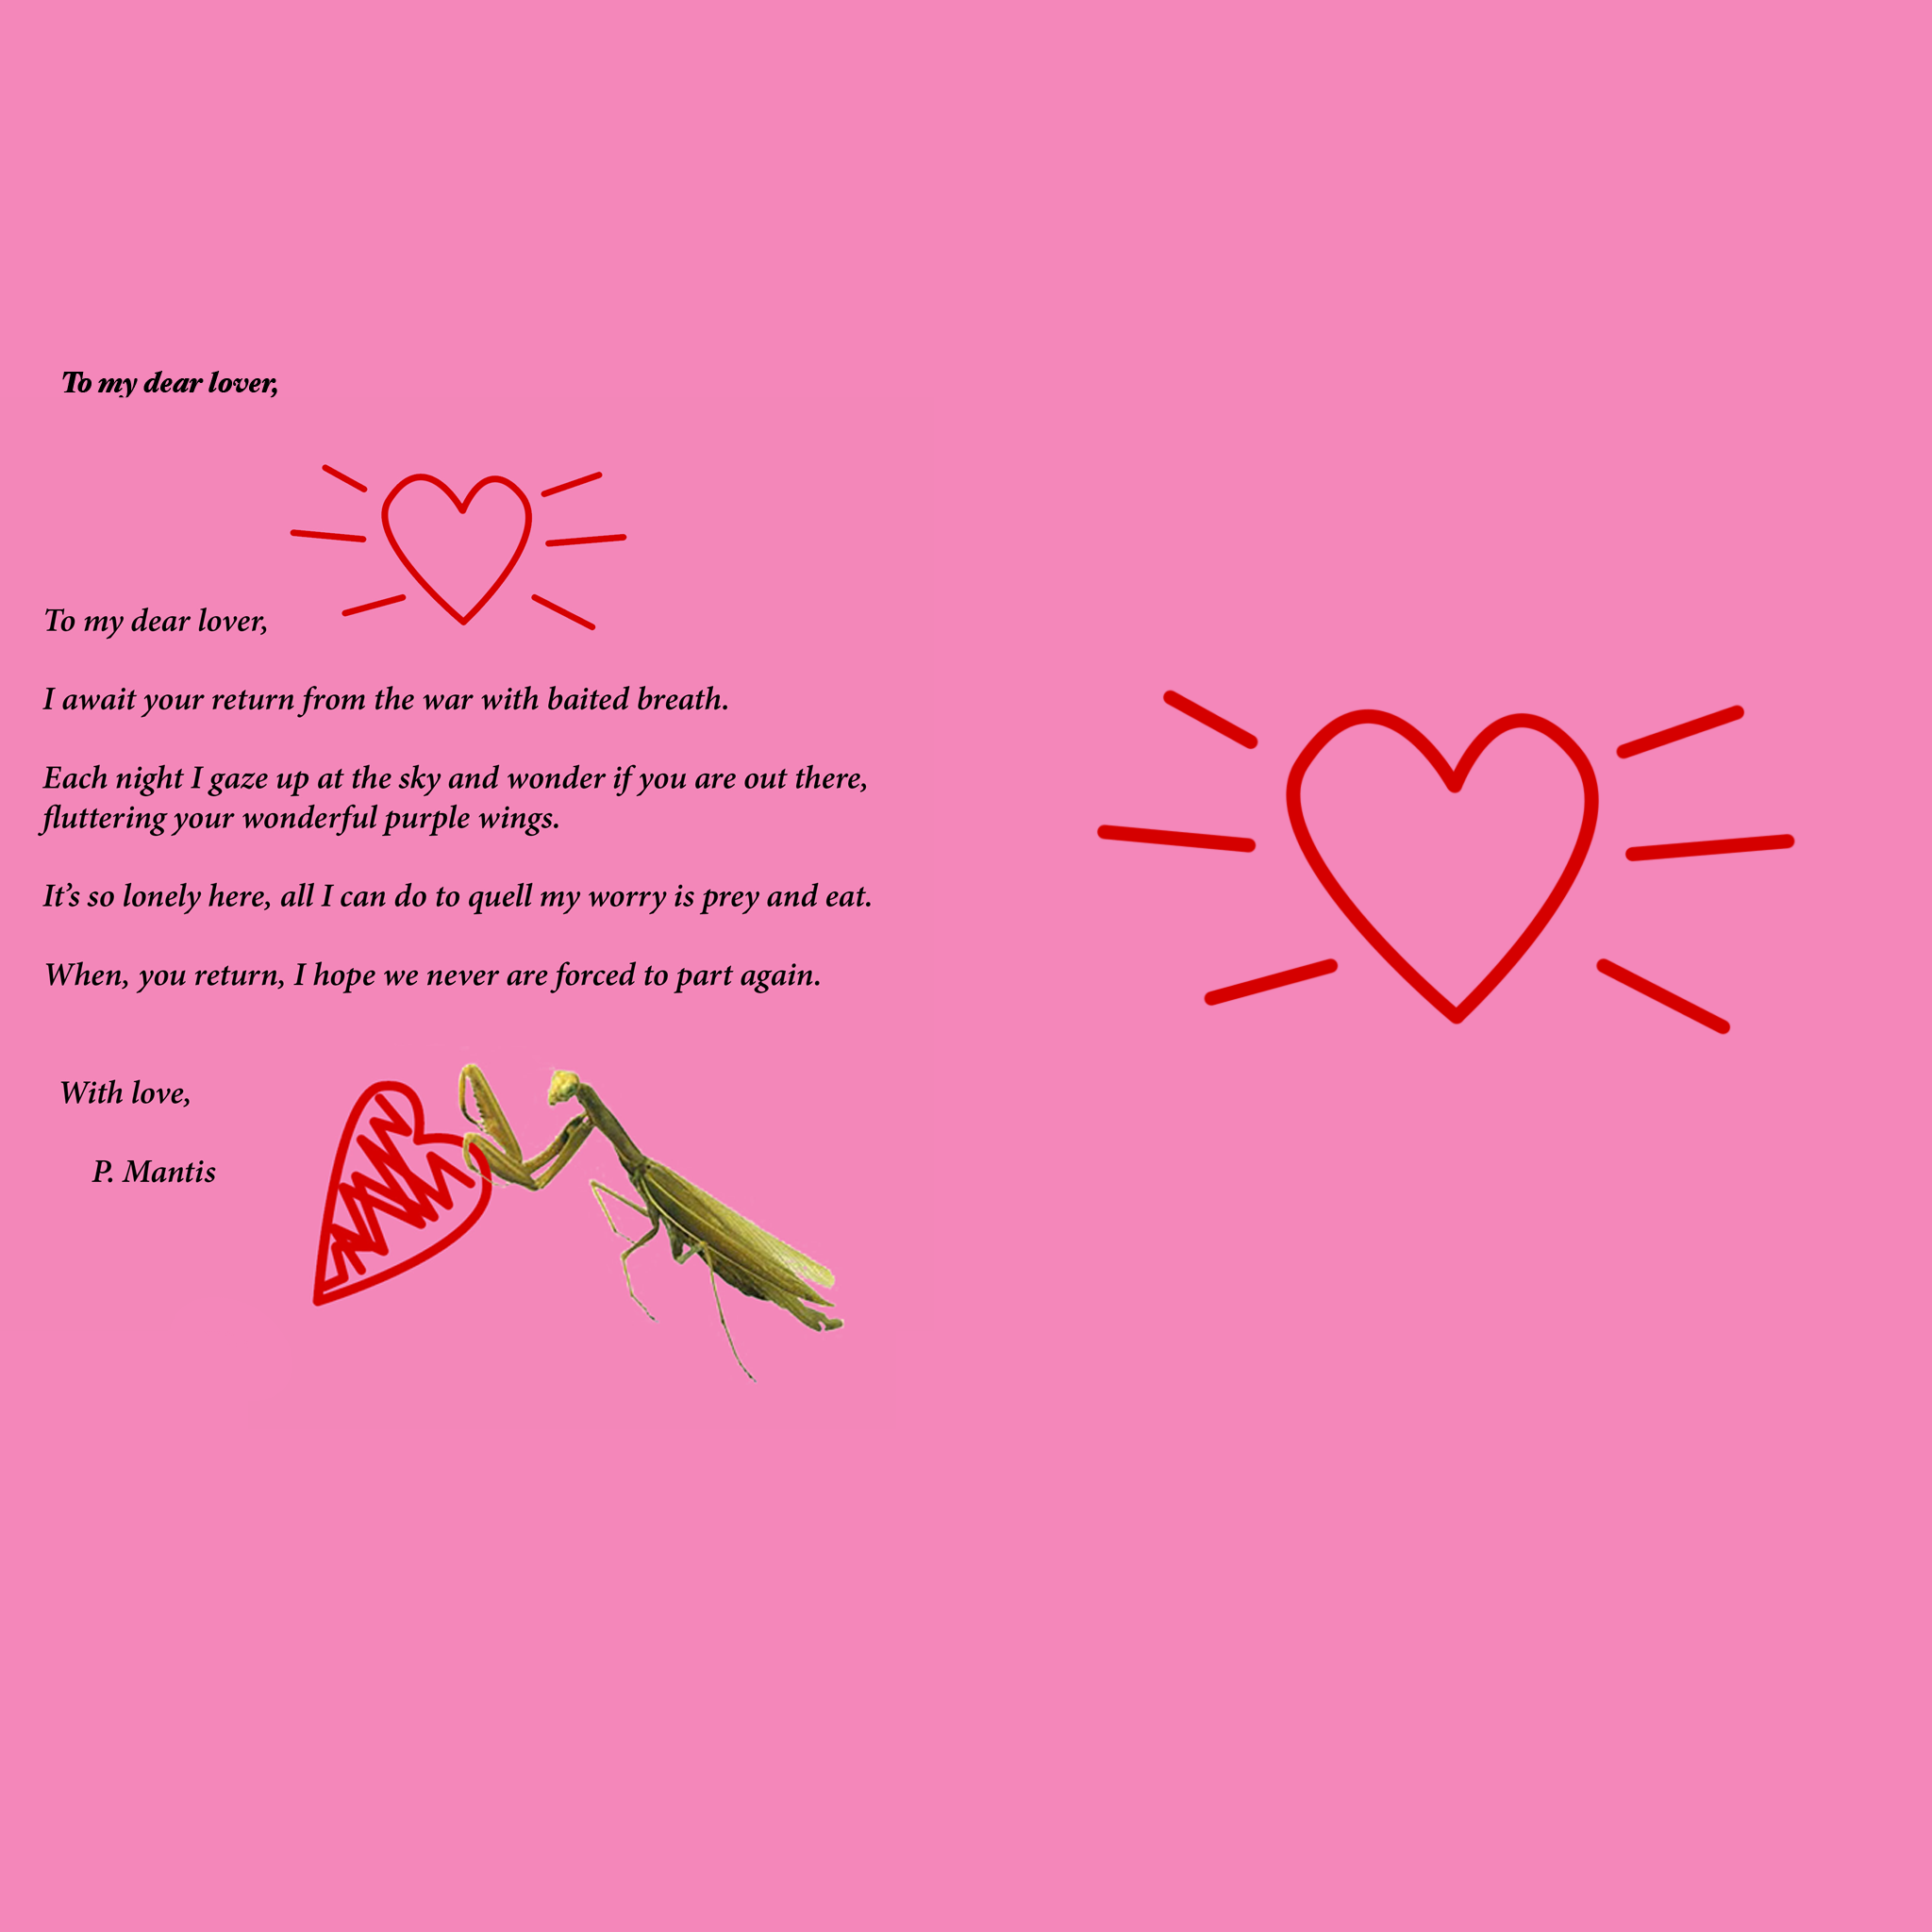 To my dear lover,
To my dear lover,
I await your return from the war with baited breath.
Each night I gaze up at the sky and wonder if you are out there,
fluttering your wonderful purple wings.
It’s so lonely here, all I can do to quell my worry is prey and eat.
When, you return, I hope we never are forced to part again.
With love,
P. Mantis